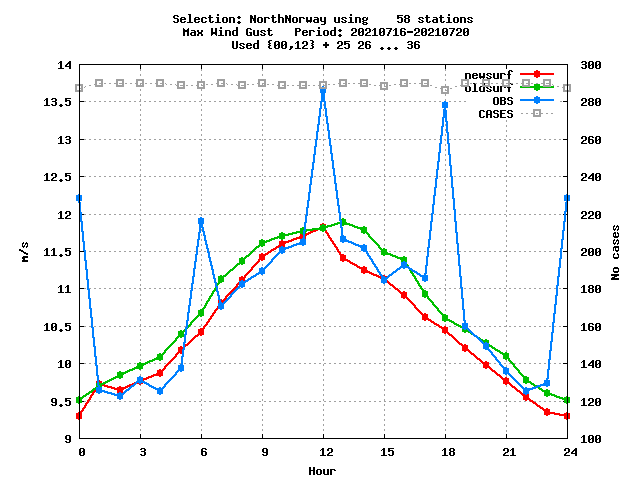 Selection: NorthNorway using    58 stations
Max Wind Gust   Period: 20210716-20210720
Used {00,12} + 25 26 ... 36
newsurf
oldsurf
OBS
CASES
m/s
14
13.5
13
12.5
12
11.5
11
10.5
10
9.5
9
300
280
260
240
220
200
180
160
140
120
100
No cases
0 3 6 9 12 15 18 21 24
Hour